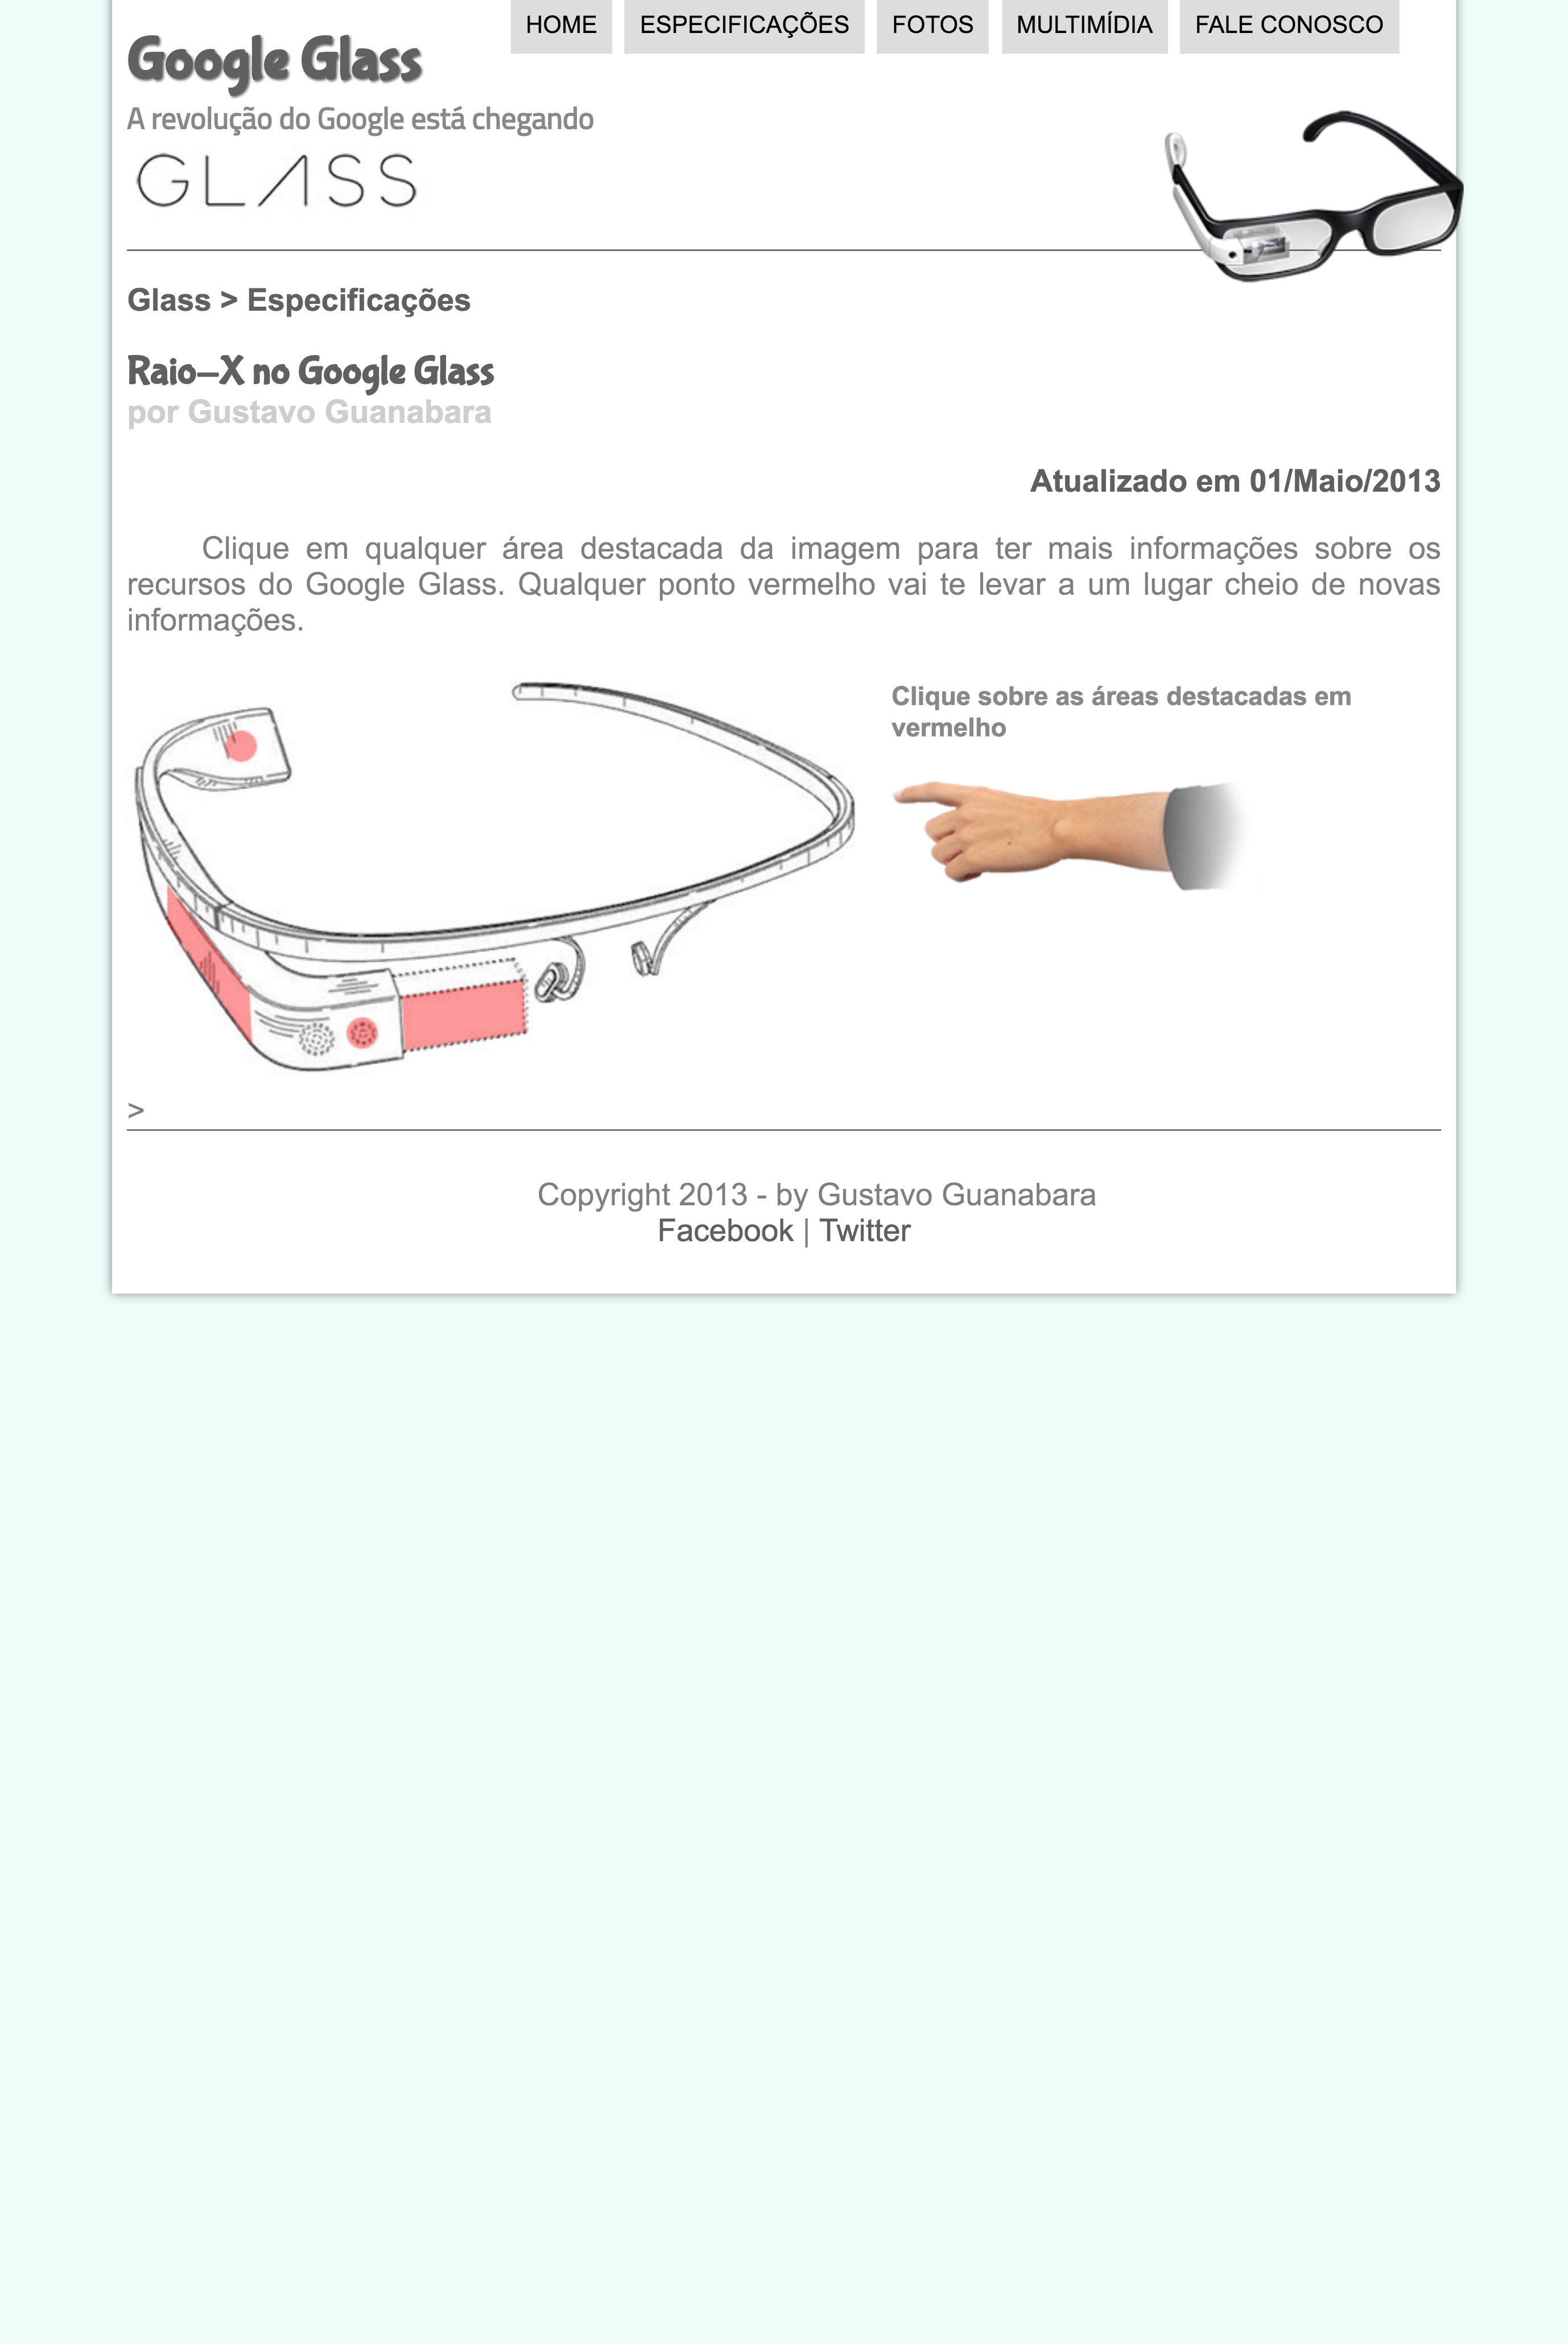 HOME ESPECIFICAÇÕES FOTOS MULTIMÍDIA FALE CONOSCO
Google Glass
A revolução do Google está chegando
GLASS
Glass > Especificações
Raio-X no Google Glass
por Gustavo Guanabara
Atualizado em 01/Maio/2013
Clique em qualquer área destacada da imagem para ter mais informações sobre os
recursos do Google Glass. Qualquer ponto vermelho vai te levar a um lugar cheio de novas
informações.
Clique sobre as áreas destacadas em
vermelho
>
Copyright 2013 - by Gustavo Guanabara
Facebook | Twitter